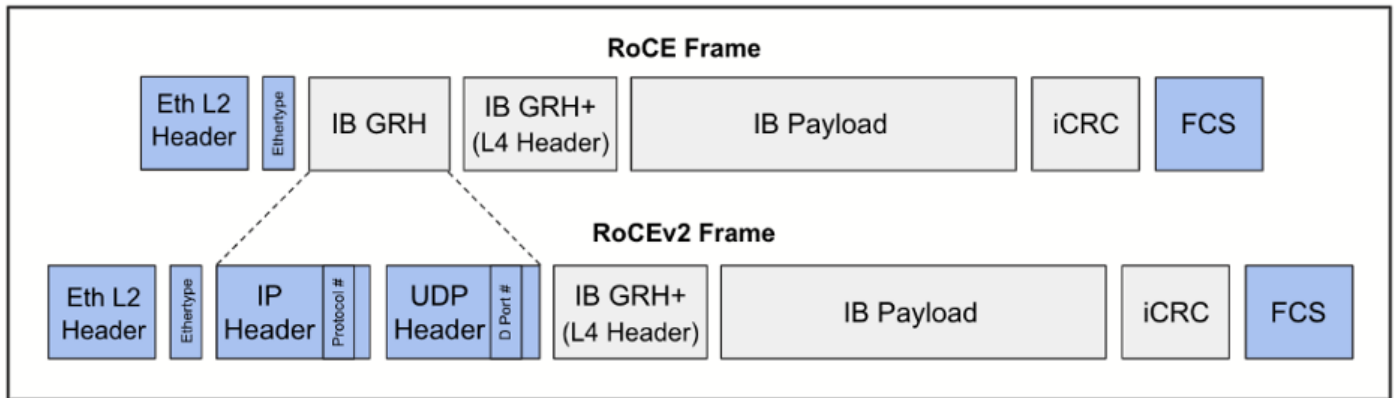 RoCE Frame
Eth L2
Header
Ethertype
IB GRH
IB GRH+
(L4 Header)
IB Payload
iCRC
FCS
RoCEv2 Frame
Eth L2
Header
Ethertype
IP
Header
Protocol #
UDP
Header
D Port #
IB GRH+
(L4 Header)
IB Payload
iCRC
FCS